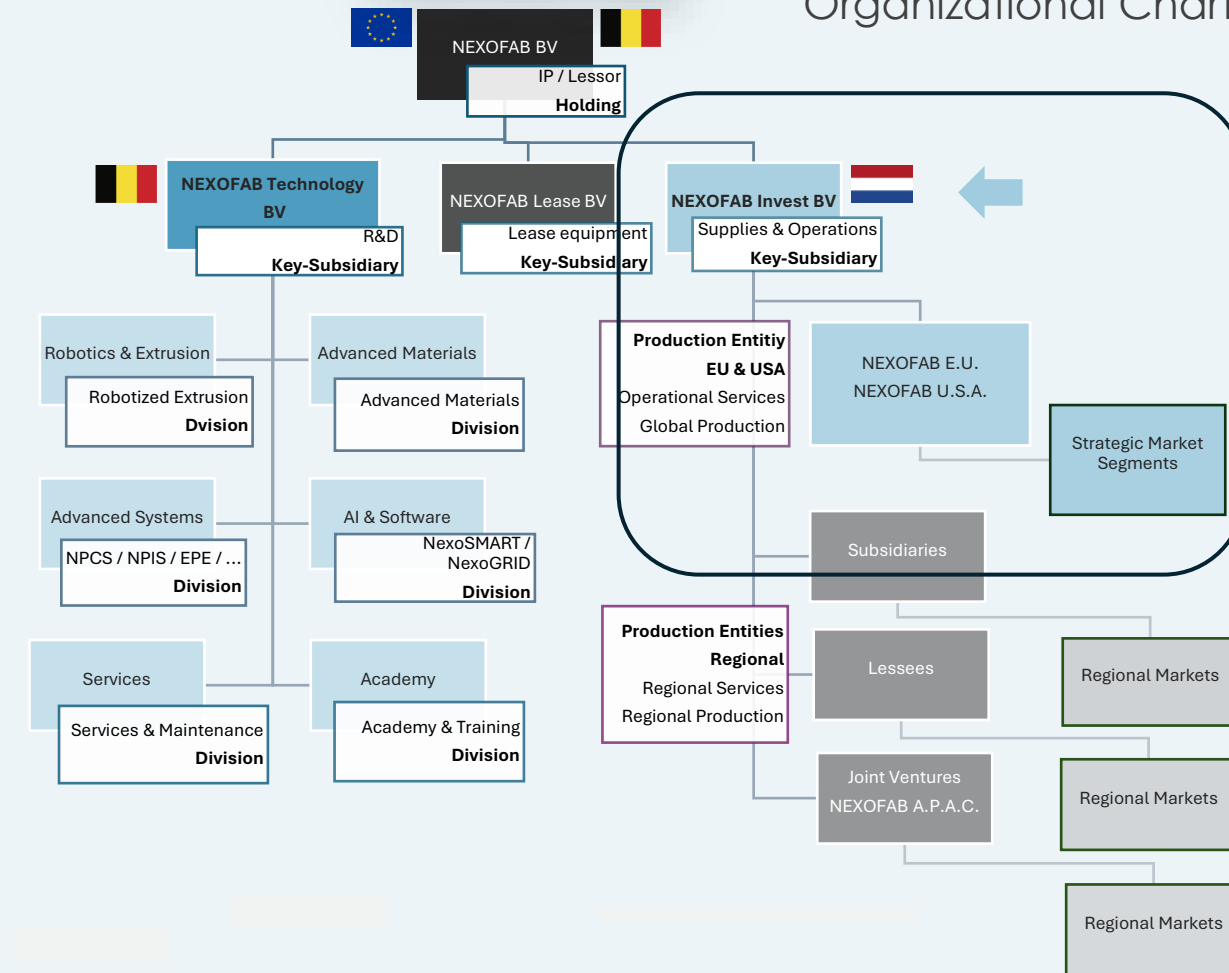 Organizational Chart
NEXOFAB BV
IP / Lessor
Holding
NEXOFAB Technology
BV
R&D
Key-Subsidiary
NEXOFAB Lease BV
Lease equipment
Key-Subsidiary
NEXOFAB Invest BV
Supplies & Operations
Key-Subsidiary
Robotics & Extrusion
Robotized Extrusion
Dvision
Advanced Materials
Advanced Materials
Division
Production Entitiy
EU & USA
Operational Services
Global Production
NEXOFAB E.U.
NEXOFAB U.S.A.
Strategic Market
Segments
Advanced Systems
NPCS / NPIS / EPE / ...
Division
AI & Software
NexoSMART /
NexoGRID
Division
Subsidiaries
Production Entities
Regional
Regional Services
Regional Production
Lessees
Regional Markets
Services
Services & Maintenance
Division
Academy
Academy & Training
Division
Joint Ventures
NEXOFAB A.P.A.C.
Regional Markets
Regional Markets